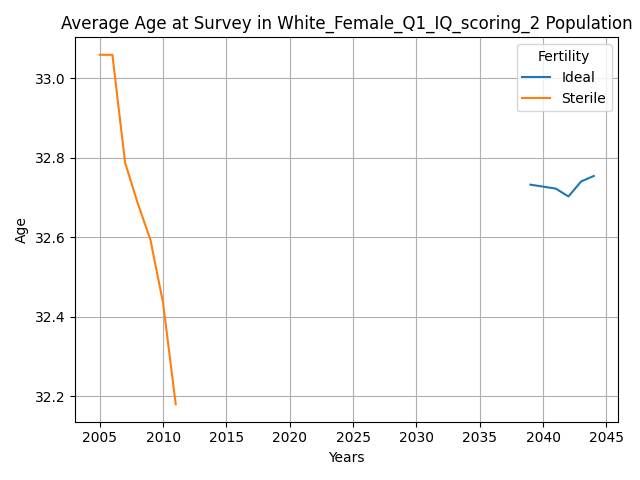 Average Age at Survey in White_Female_Q1_IQ_scoring_2 Population
Fertility
Ideal
Sterile
Age
33.0
32.8
32.6
32.4
32.2
2005 2010 2015 2020 2025 2030 2035 2040 2045
Years